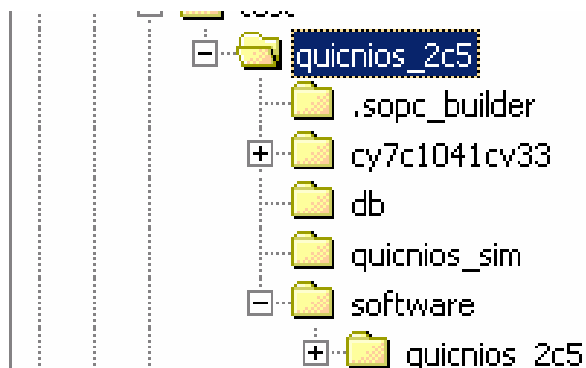 quicnios_2c5
.sopc_builder
cy7c1041cv33
db
quicnios_sim
software
quicnios_2c5